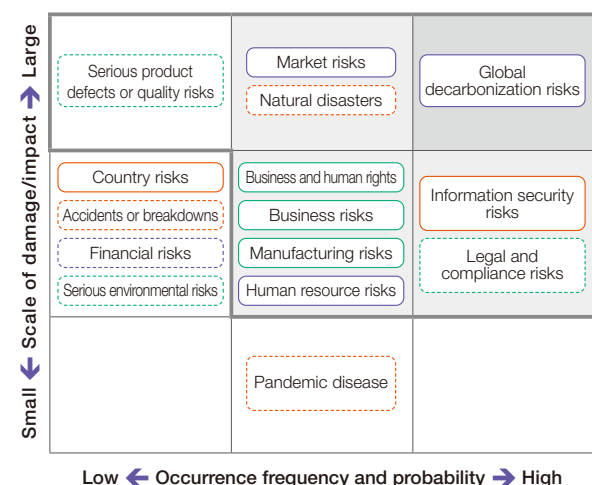 Small ← Scale of damage/impact → Large
Serious product
defects or quality risks
Market risks
Natural disasters
Global
decarbonization risks
Country risks
Accidents or breakdowns
Financial risks
Serious environmental risks
Business and human rights
Business risks
Manufacturing risks
Human resource risks
Information security
risks
Legal and
compliance risks
Pandemic disease
Low ← Occurrence frequency and probability → High